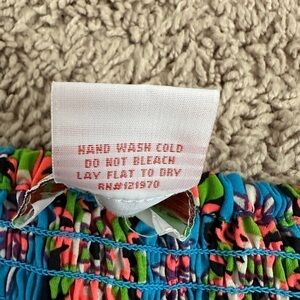 HAND WASH COLD
DO NOT BLEACH
LAY FLAT TO DRY
RN#121970